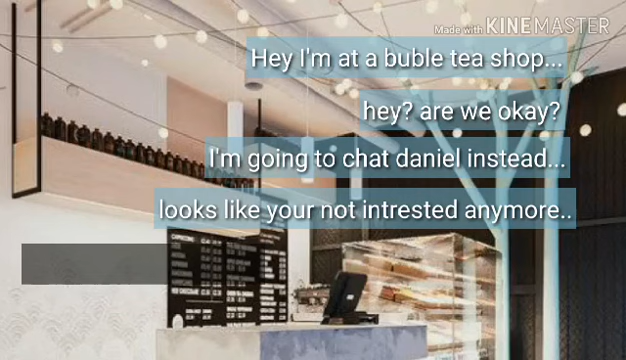 Made with KINEMASTER
Hey I'm at a buble tea shop...
hey? are we okay?
I'm going to chat daniel instead...
looks like your not intrested anymore..